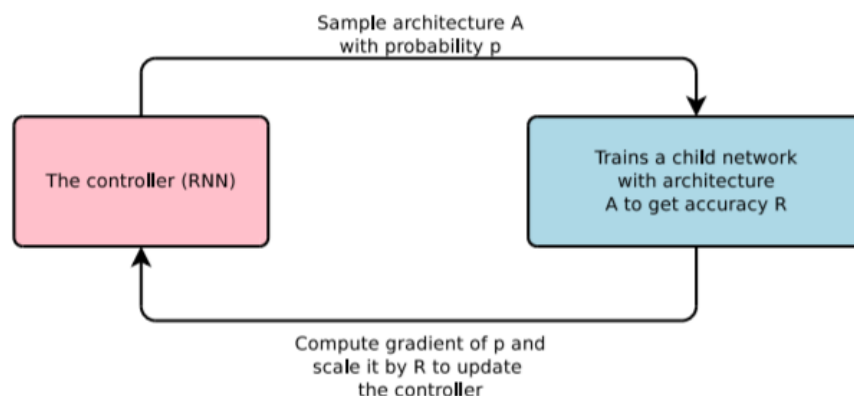 Sample architecture A
with probability p
The controller (RNN)
Trains a child network
with architecture
A to get accuracy R
Compute gradient of p and
scale it by R to update
the controller